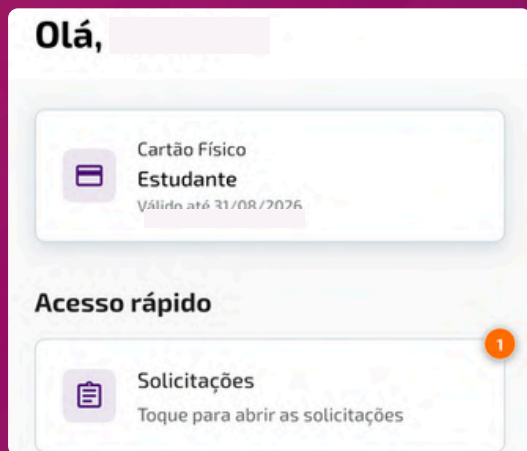 Olá,
Cartão Físico
Estudante
Válido até 31/08/2026
Acesso rápido
1
Solicitações
Toque para abrir as solicitações